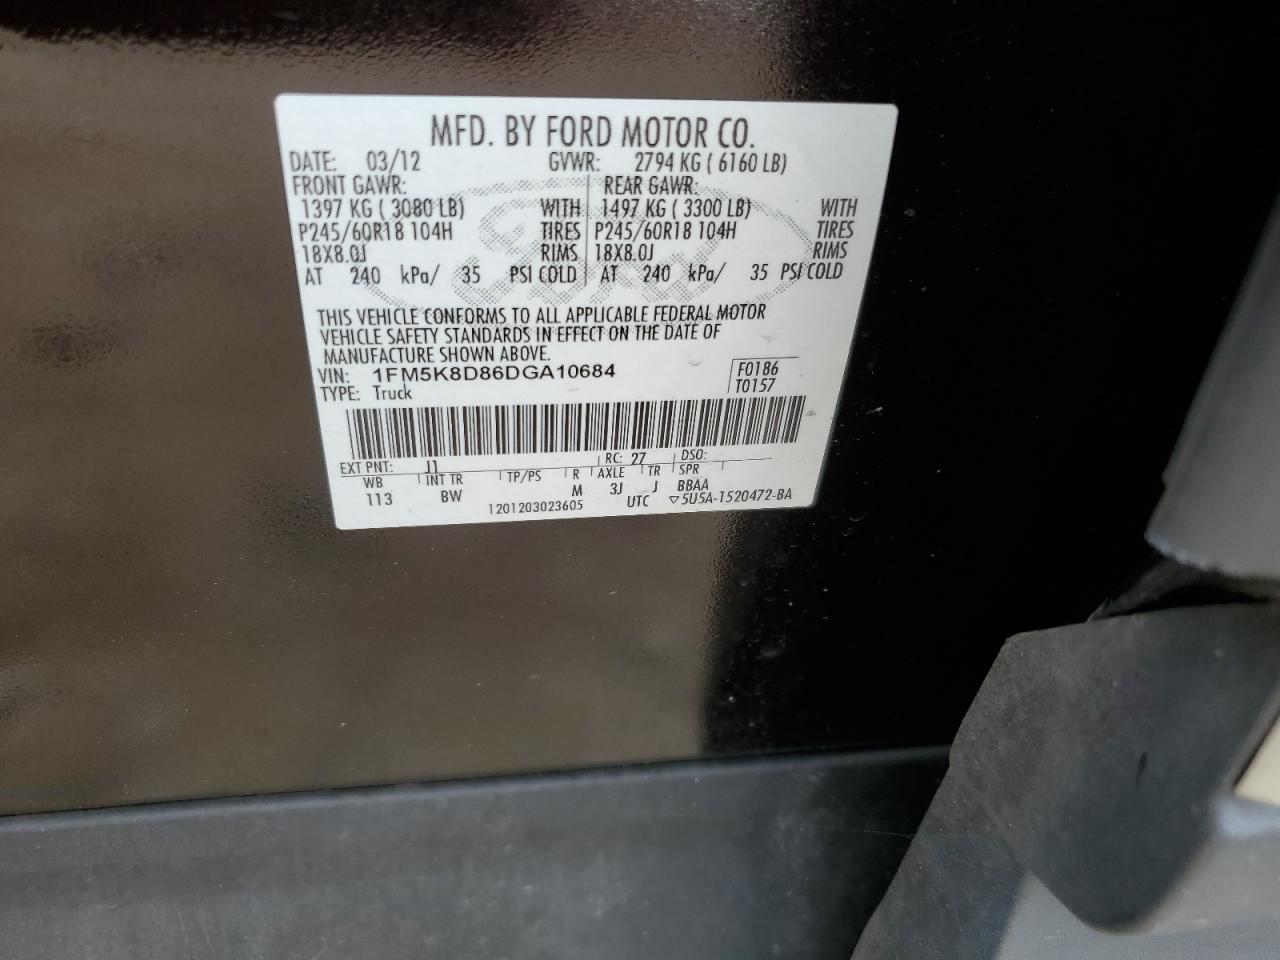 MFD. BY FORD MOTOR CO.
DATE: 03/12 GVWR: 2794 KG ( 6160 LB)
FRONT GAWR: REAR GAWR:
1397 KG ( 3080 LB) WITH 1497 KG ( 3300 LB) WITH
P245/60R18 104H TIRES P245/60R18 104H TIRES
18X8.0J RIMS 18X8.0J RIMS
AT 240 kPa/ 35 PSI COLD AT 240 kPa/ 35 PSI COLD
Ford
THIS VEHICLE CONFORMS TO ALL APPLICABLE FEDERAL MOTOR
VEHICLE SAFETY STANDARDS IN EFFECT ON THE DATE OF
MANUFACTURE SHOWN ABOVE.
VIN: 1FM5K8D86DGA10684 F0186
TYPE: Truck T0157
EXT PNT: J1 RC: 27 DSO:
WB INT TR TP/PS R AXLE TR SPR
113 BW M 3J J BBAA
1201203023605 UTC ▽5U5A-1520472-BA